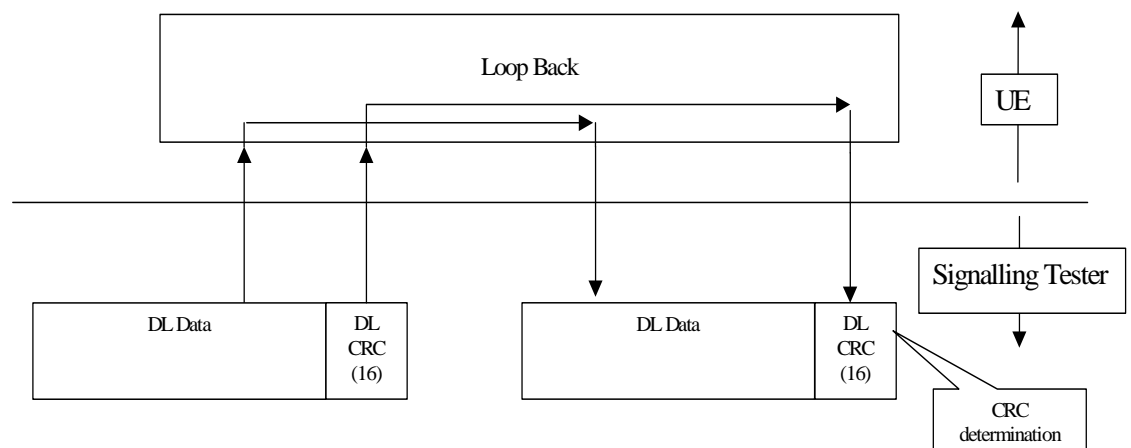 Loop Back
UE
Signalling Tester
DL Data
DL
CRC
(16)
DL Data
DL
CRC
(16)
CRC
determination